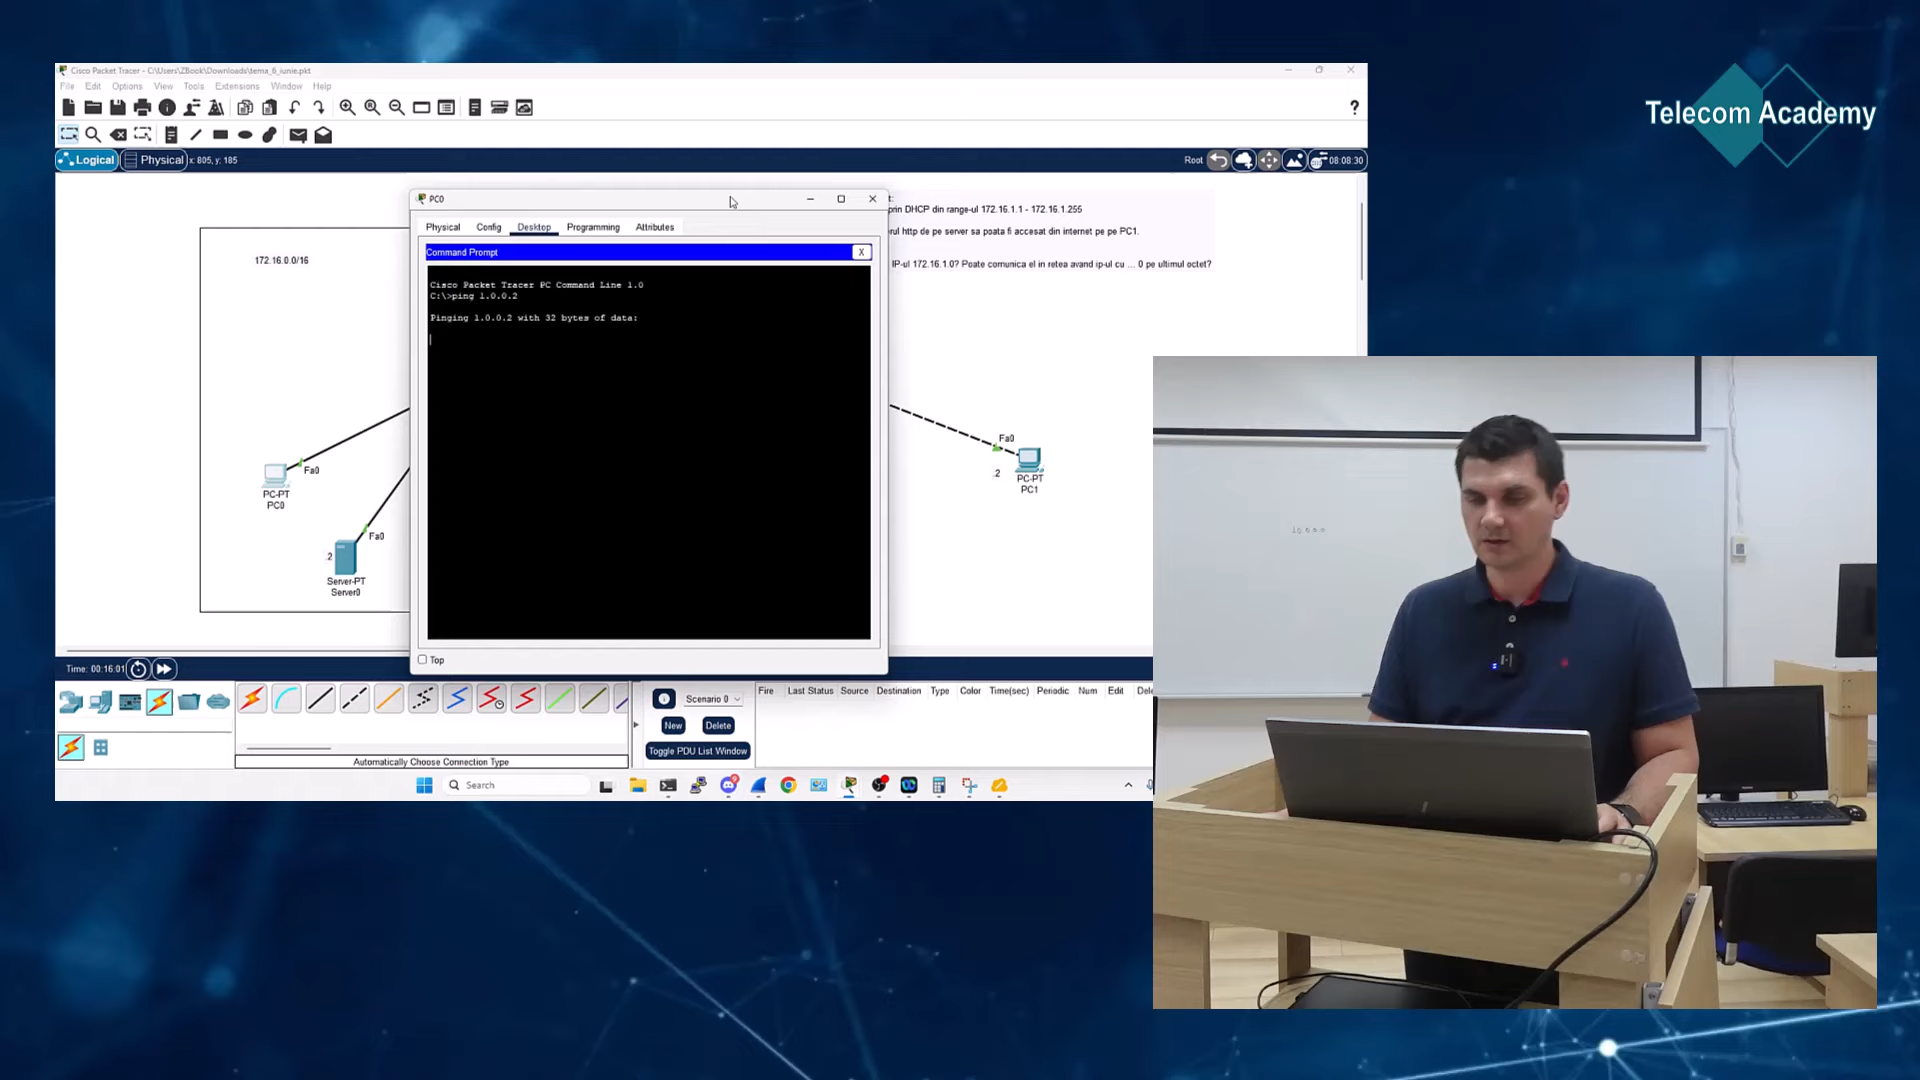 Cisco Packet Tracer - C:\Users\ZBook\Downloads\tema_6_iunie.pkt
File Edit Options View Tools Extensions Window Help
?
Logical Physical x: 805, y: 185 Root 08:08:30
Telecom Academy
PC0
Physical Config Desktop Programming Attributes
Command Prompt X
Cisco Packet Tracer PC Command Line 1.0
C:\>ping 1.0.0.2
Pinging 1.0.0.2 with 32 bytes of data:
Top
t:
prin DHCP din range-ul 172.16.1.1 - 172.16.1.255
rul http de pe server sa poata fi accesat din internet pe pe PC1.
IP-ul 172.16.1.0? Poate comunica el in retea avand ip-ul cu ... 0 pe ultimul octet?
172.16.0.0/16
Fa0
PC-PT
PC0
Fa0
.2
Server-PT
Server0
Fa0
.2
PC-PT
PC1
Time: 00:16:01
Scenario 0
New Delete
Toggle PDU List Window
Fire Last Status Source Destination Type Color Time(sec) Periodic Num Edit Dele
Automatically Choose Connection Type
Search